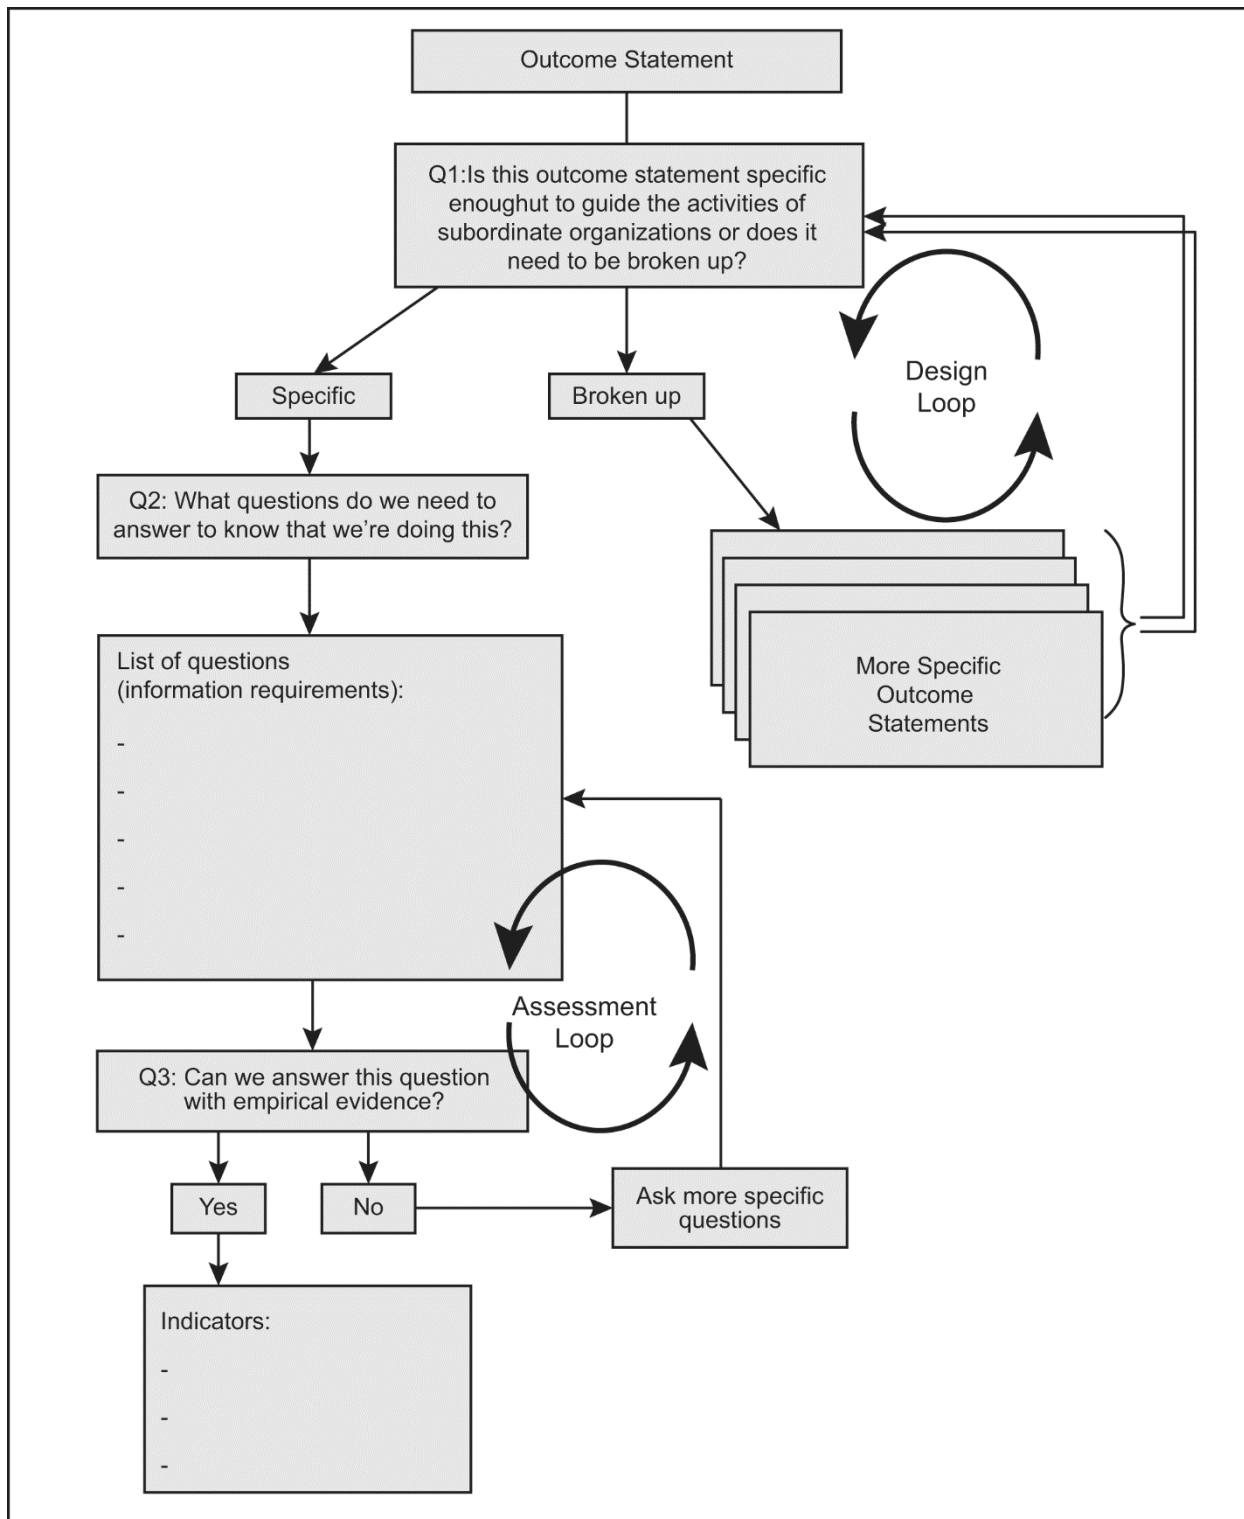 Outcome Statement
Q1:Is this outcome statement specific
enoughut to guide the activities of
subordinate organizations or does it
need to be broken up?
Specific
Broken up
Design
Loop
Q2: What questions do we need to
answer to know that we're doing this?
More Specific
Outcome
Statements
List of questions
(information requirements):
-
-
-
-
-
Assessment
Loop
Q3: Can we answer this question
with empirical evidence?
Yes
No
Ask more specific
questions
Indicators:
-
-
-